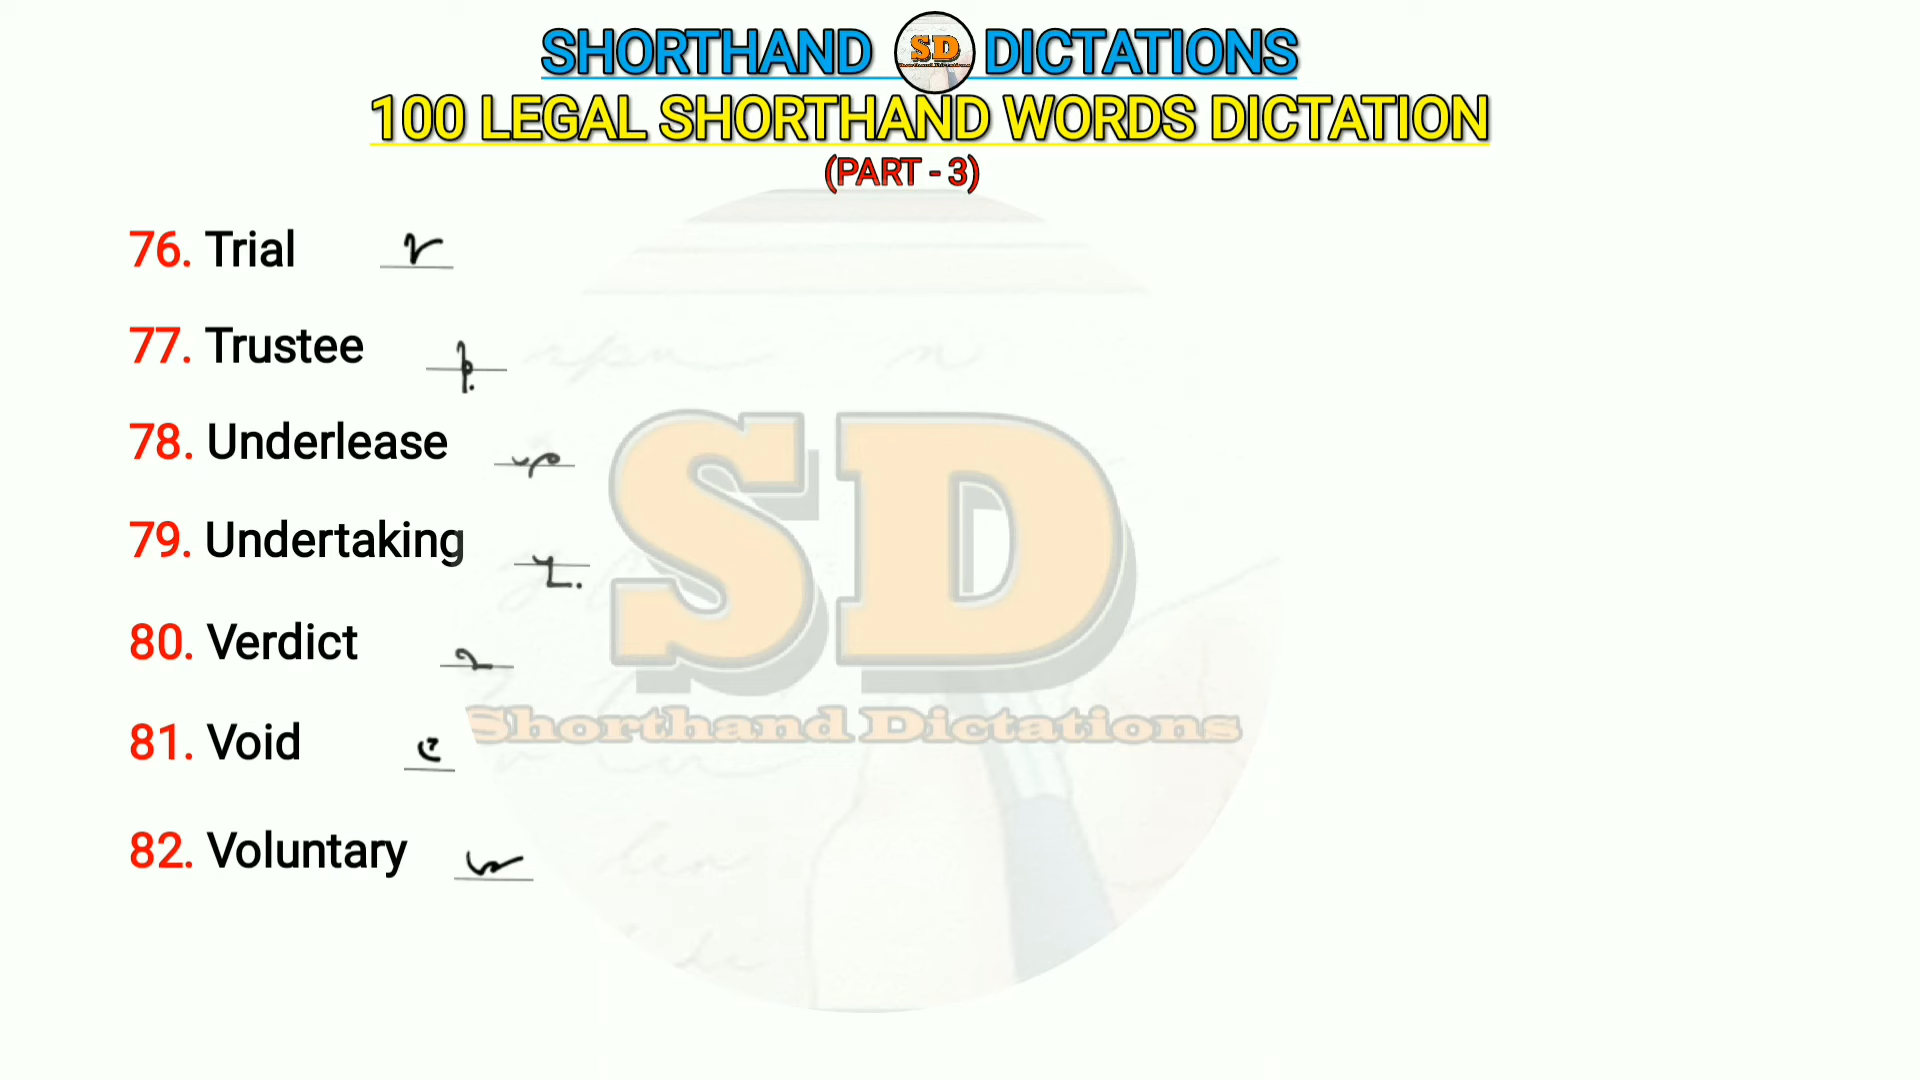 SHORTHAND SD DICTATIONS
100 LEGAL SHORTHAND WORDS DICTATION
(PART - 3)
76. Trial
77. Trustee
78. Underlease
79. Undertaking
80. Verdict
81. Void
82. Voluntary
SD
Shorthand Dictations